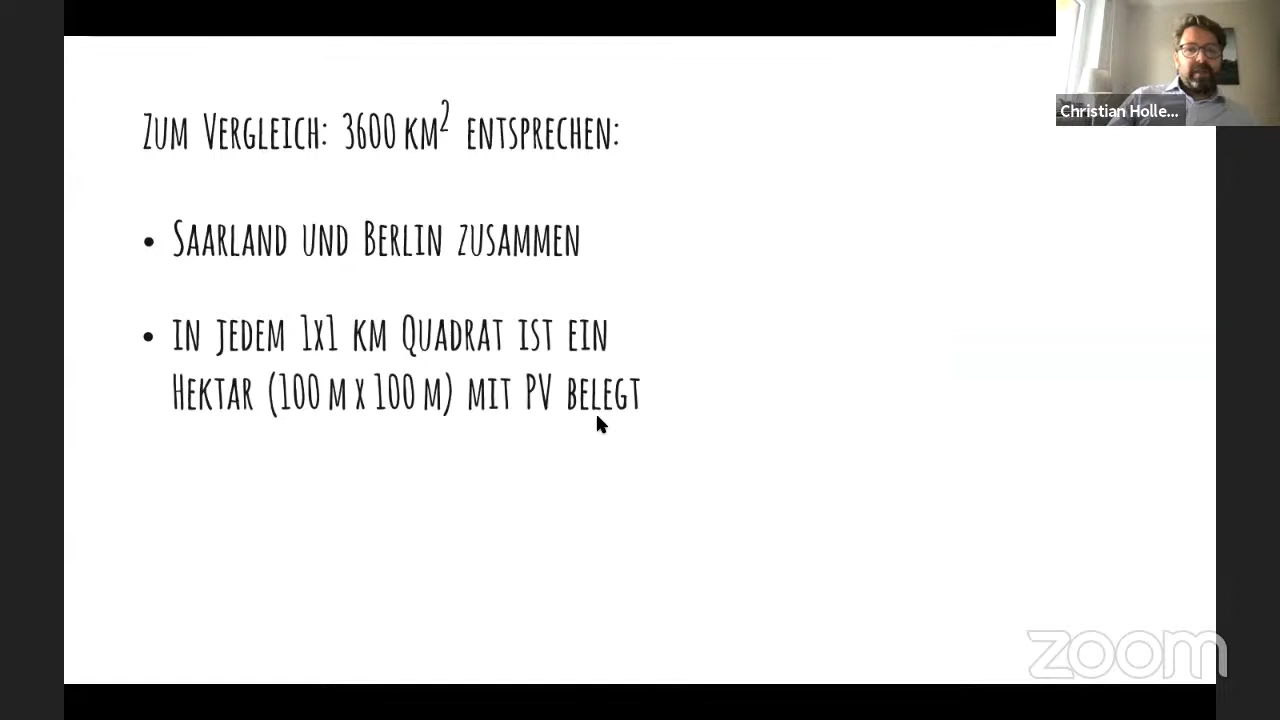 Zum Vergleich: 3600 km² entsprechen:
• Saarland und Berlin zusammen
• in jedem 1x1 km Quadrat ist ein
Hektar (100 m x 100 m) mit PV belegt
Christian Holle...
zoom